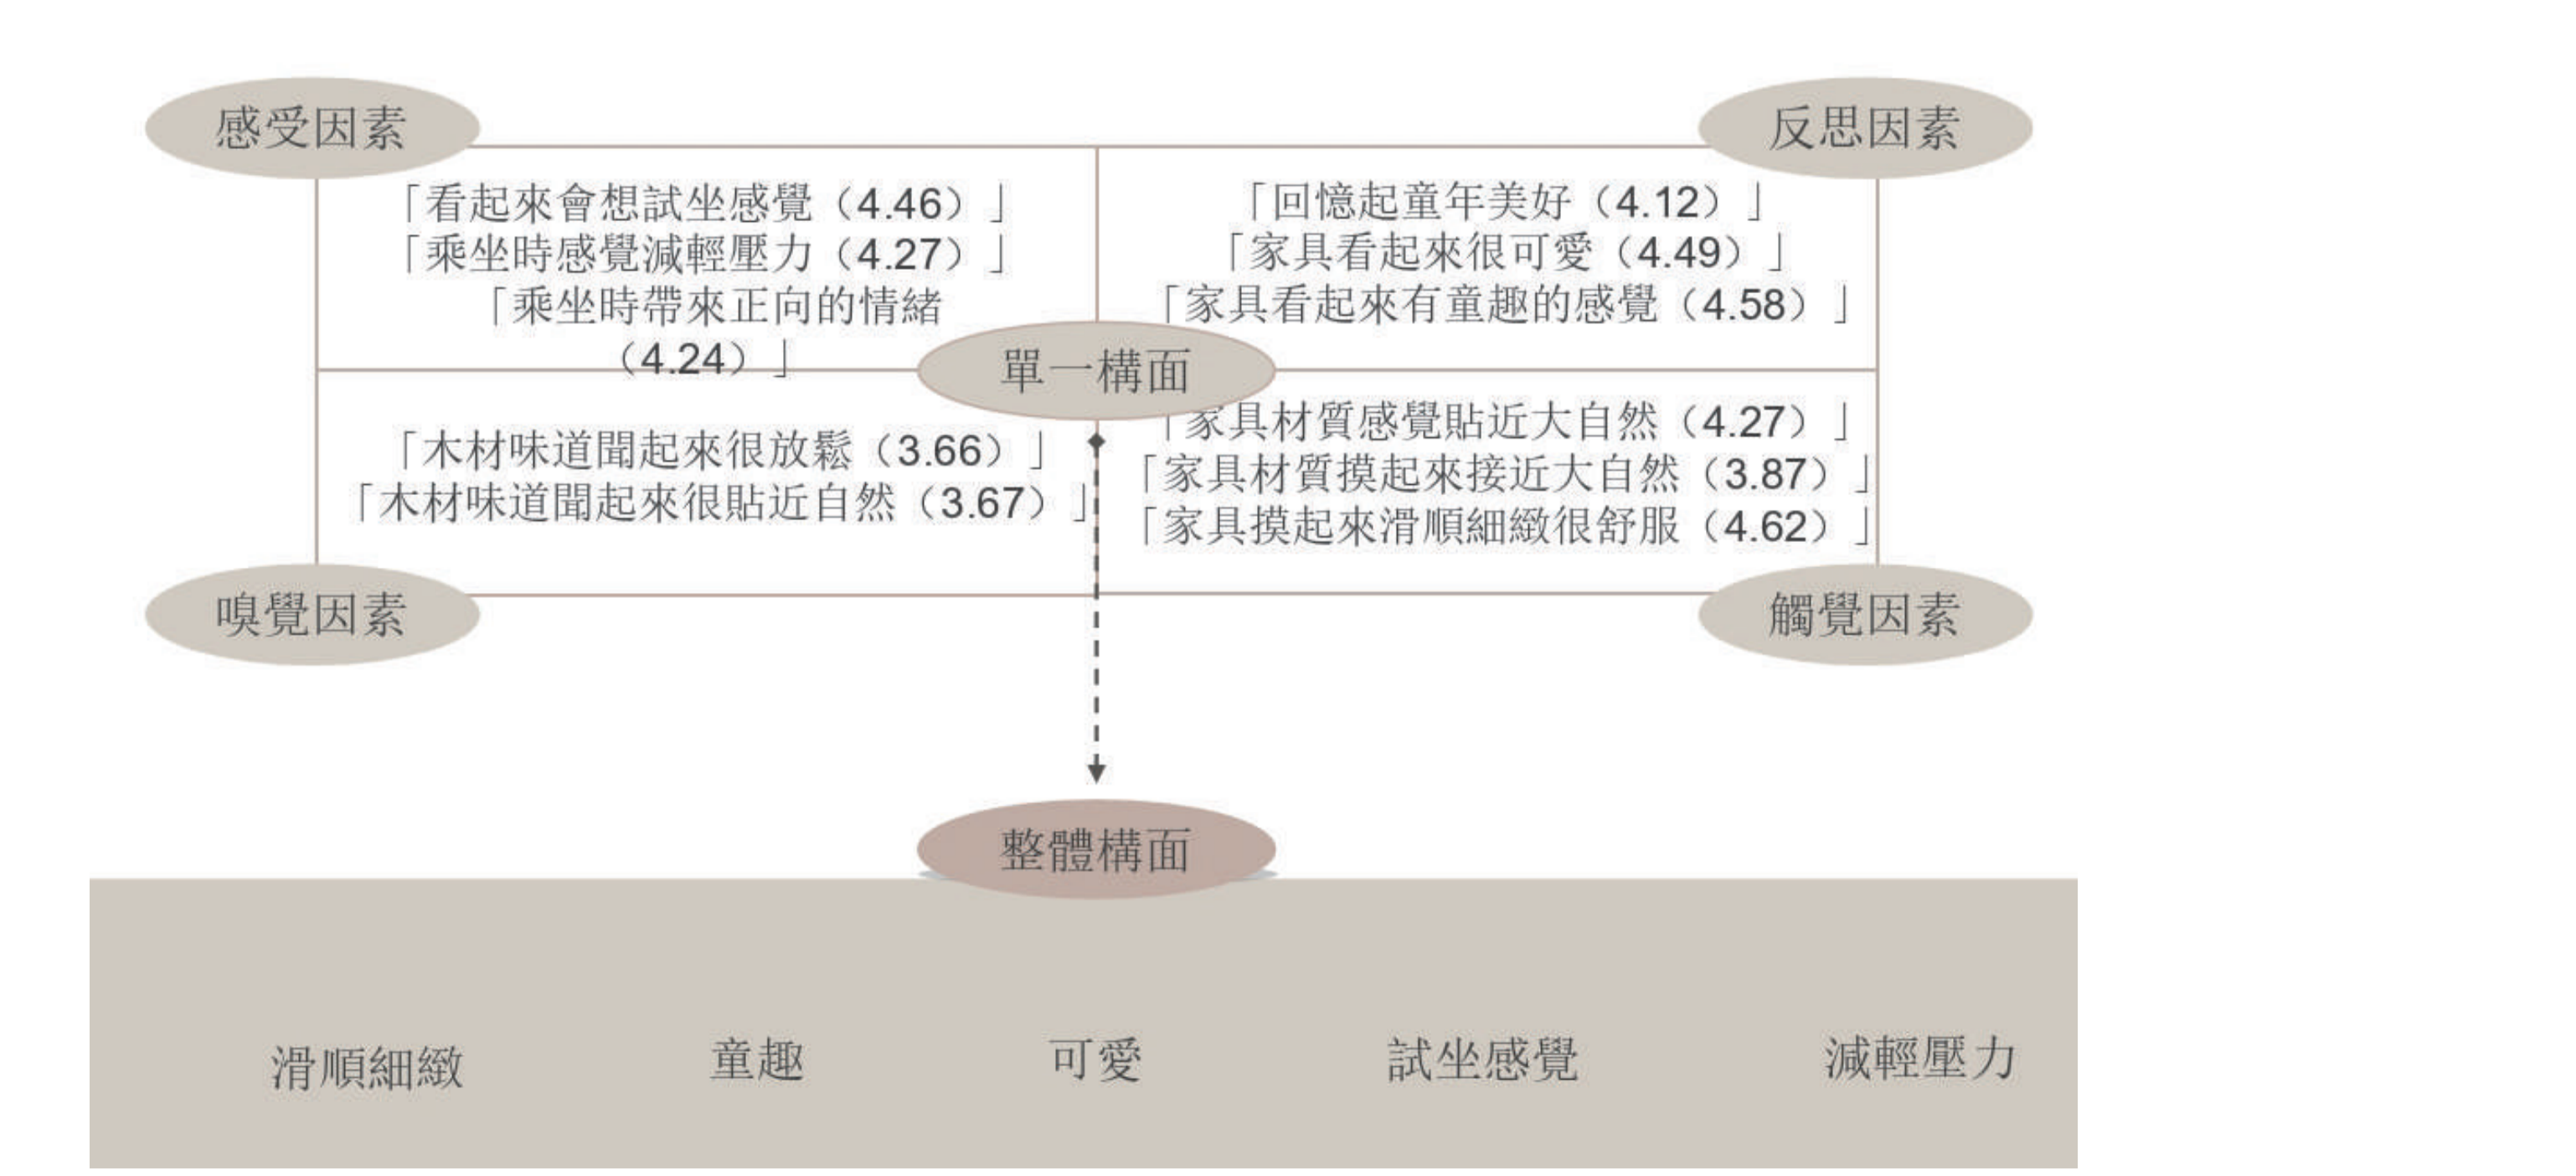 感受因素
反思因素
「看起來會想試坐感覺（4.46）」
「乘坐時感覺減輕壓力（4.27）」
「乘坐時帶來正向的情緒
（4.24）」
「回憶起童年美好（4.12）」
「家具看起來很可愛（4.49）」
「家具看起來有童趣的感覺（4.58）」
單一構面
「木材味道聞起來很放鬆（3.66）」
「木材味道聞起來很貼近自然（3.67）」
「家具材質感覺貼近大自然（4.27）」
「家具材質摸起來接近大自然（3.87）」
「家具摸起來滑順細緻很舒服（4.62）」
嗅覺因素
觸覺因素
整體構面
滑順細緻
童趣
可愛
試坐感覺
減輕壓力